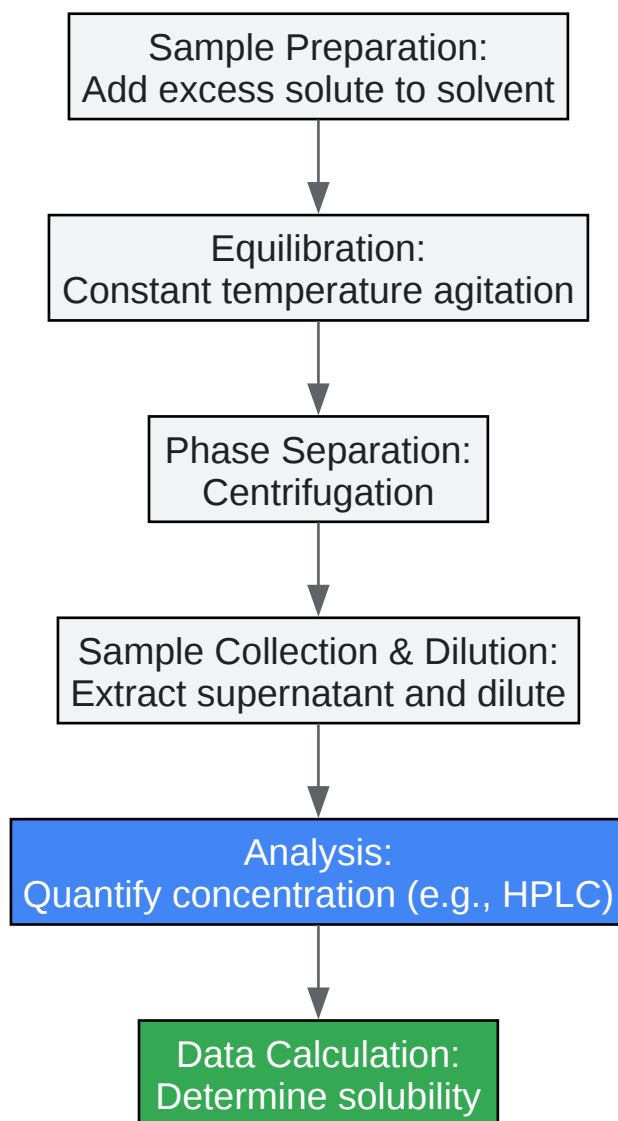 Sample Preparation:
Add excess solute to solvent
Equilibration:
Constant temperature agitation
Phase Separation:
Centrifugation
Sample Collection & Dilution:
Extract supernatant and dilute
Analysis:
Quantify concentration (e.g., HPLC)
Data Calculation:
Determine solubility